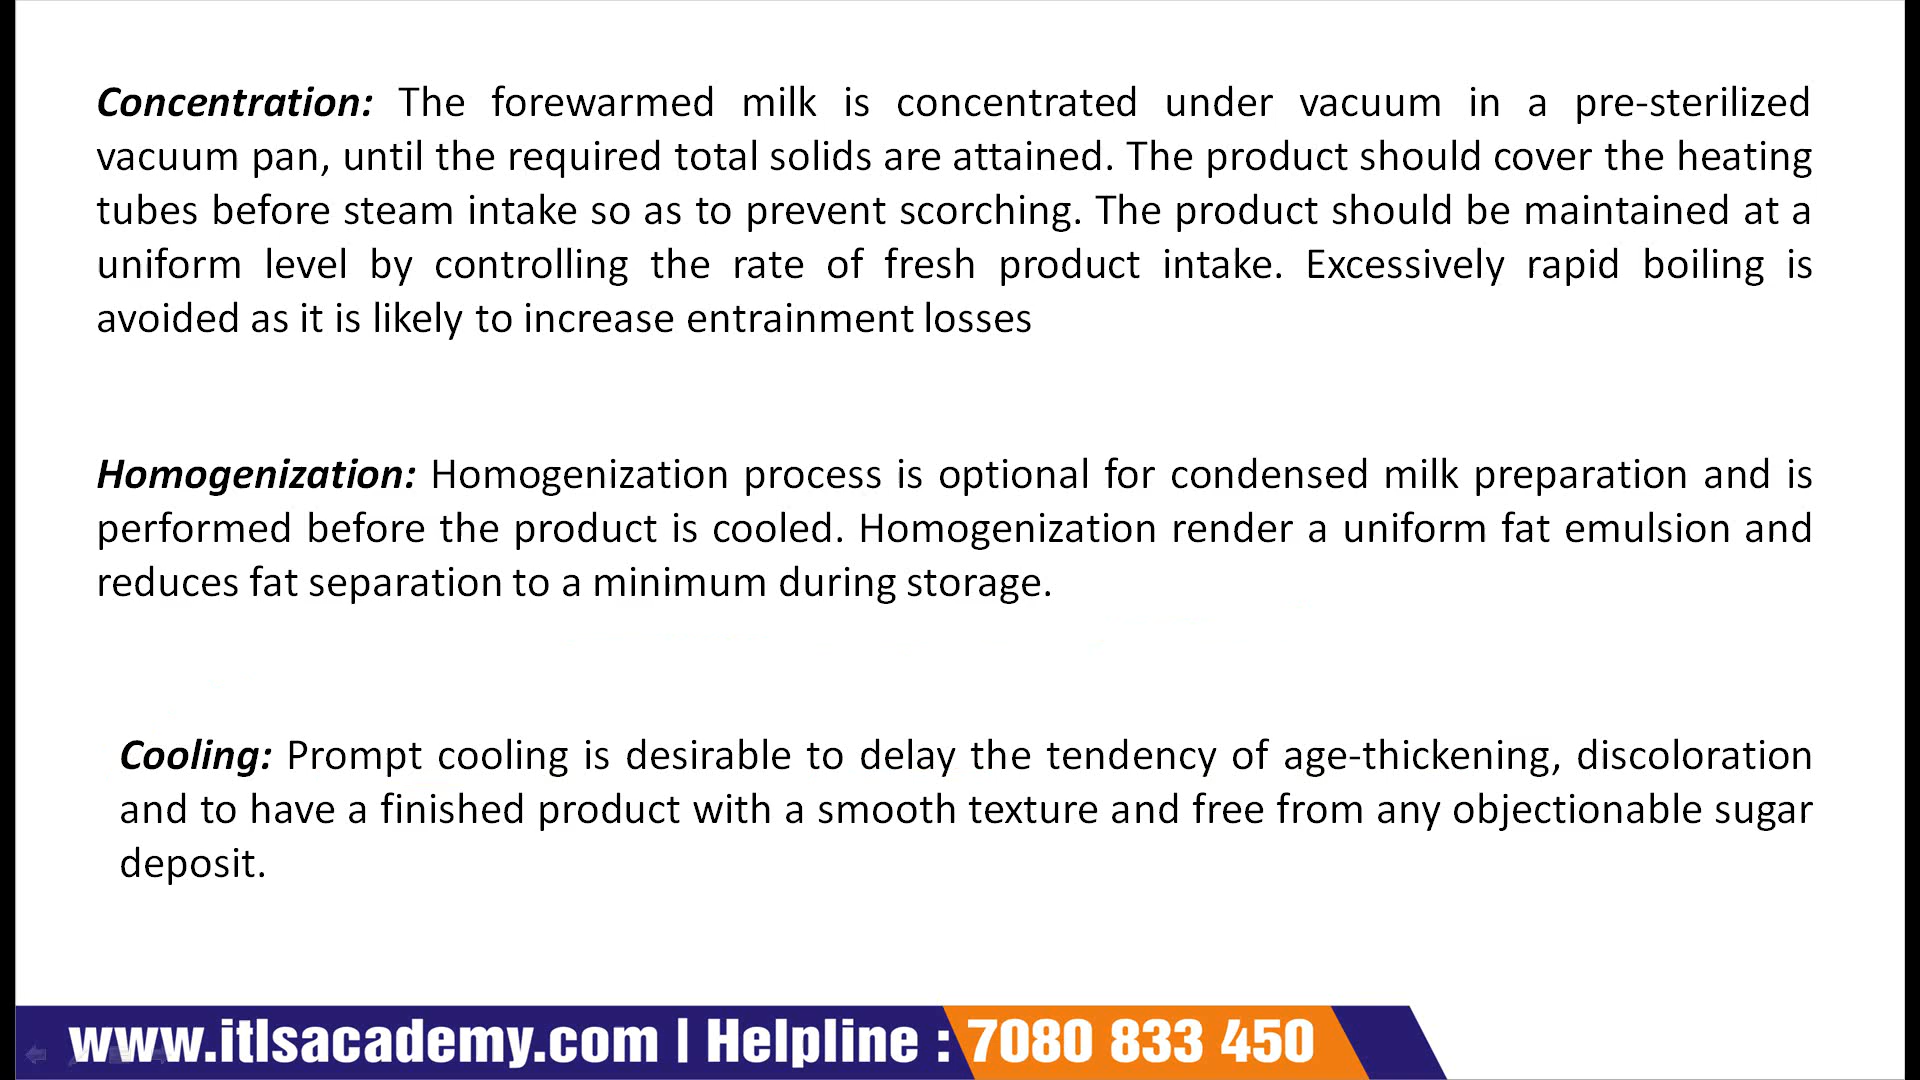 Concentration: The forewarmed milk is concentrated under vacuum in a pre-sterilized
vacuum pan, until the required total solids are attained. The product should cover the heating
tubes before steam intake so as to prevent scorching. The product should be maintained at a
uniform level by controlling the rate of fresh product intake. Excessively rapid boiling is
avoided as it is likely to increase entrainment losses
Homogenization: Homogenization process is optional for condensed milk preparation and is
performed before the product is cooled. Homogenization render a uniform fat emulsion and
reduces fat separation to a minimum during storage.
Cooling: Prompt cooling is desirable to delay the tendency of age-thickening, discoloration
and to have a finished product with a smooth texture and free from any objectionable sugar
deposit.
www.itlsacademy.com | Helpline : 7080 833 450